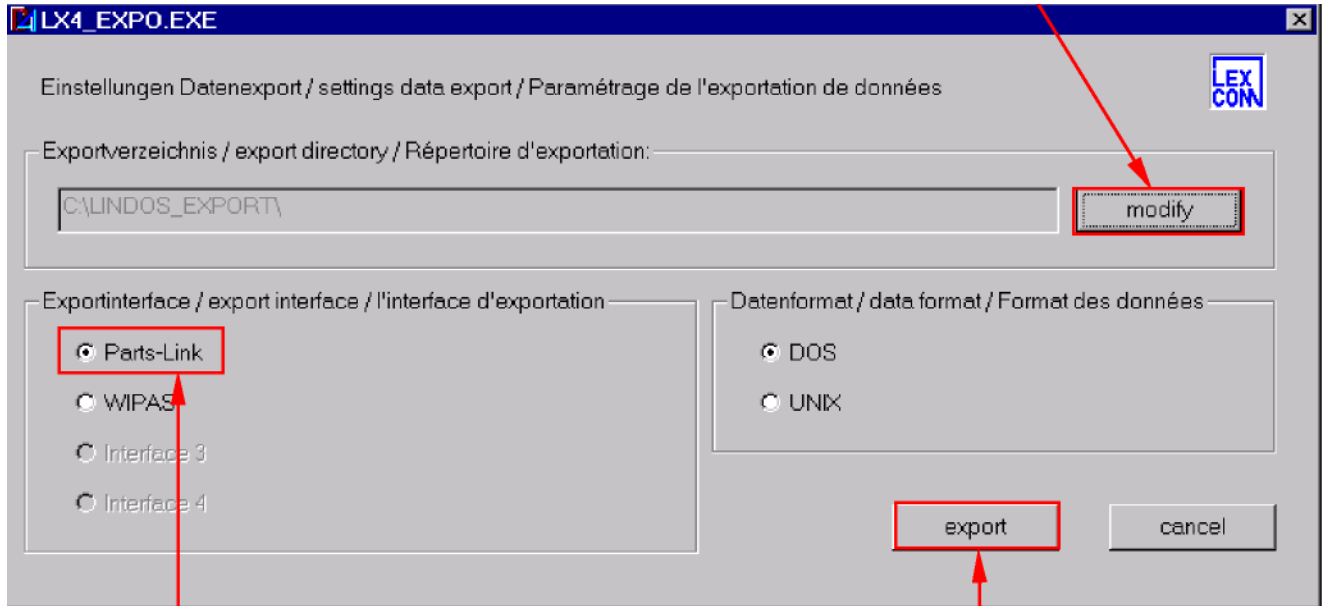 LX4_EXPO.EXE
Einstellungen Datenexport / settings data export / Paramétrage de l'exportation de données
LEX
CON
Exportverzeichnis / export directory / Répertoire d'exportation:
C:\LINDOS_EXPORT\
modify
Exportinterface / export interface / l'interface d'exportation
Parts-Link
WIPAS
Interface 3
Interface 4
Datenformat / data format / Format des données
DOS
UNIX
export
cancel